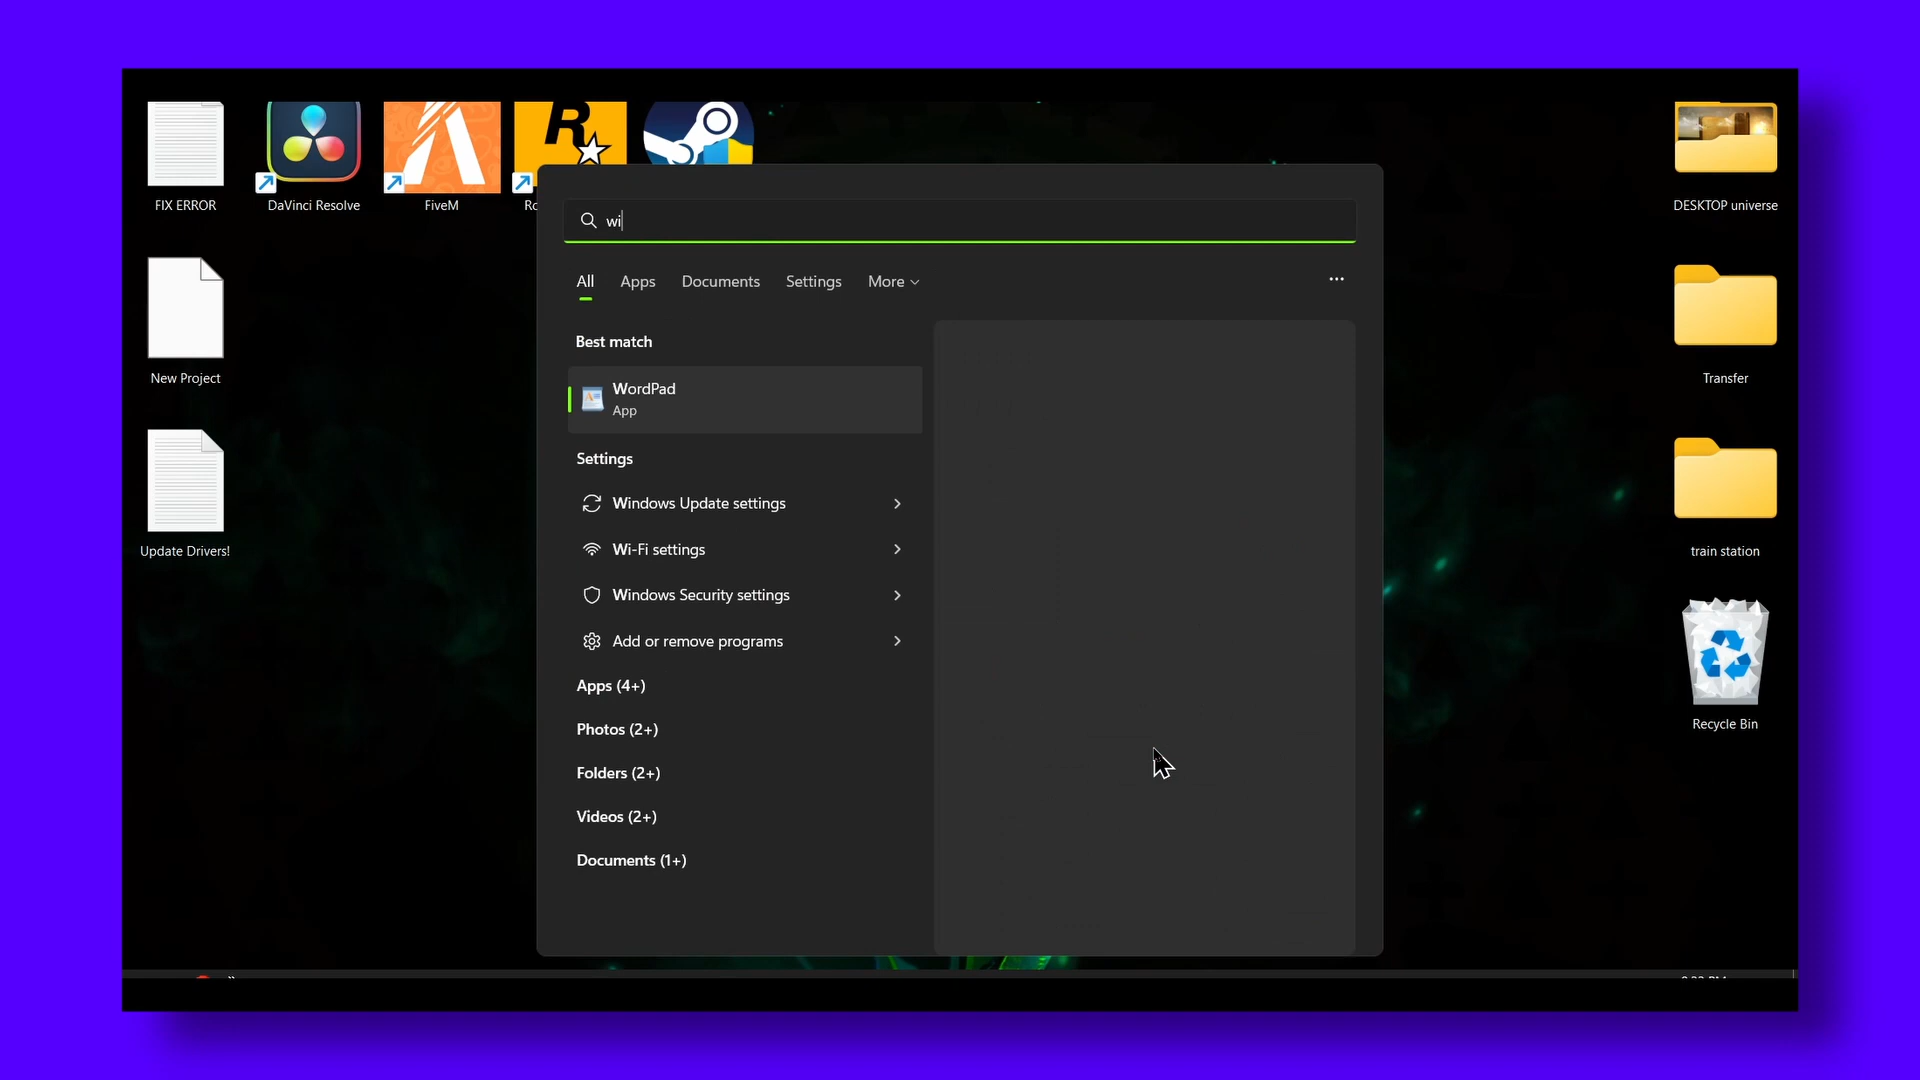 FIX ERROR
DaVinci Resolve
FiveM
DESKTOP universe
wi
All Apps Documents Settings More
New Project
Best match
WordPad
App
Transfer
Settings
Windows Update settings
Wi-Fi settings
Update Drivers!
train station
Windows Security settings
Add or remove programs
Apps (4+)
Photos (2+)
Recycle Bin
Folders (2+)
Videos (2+)
Documents (1+)